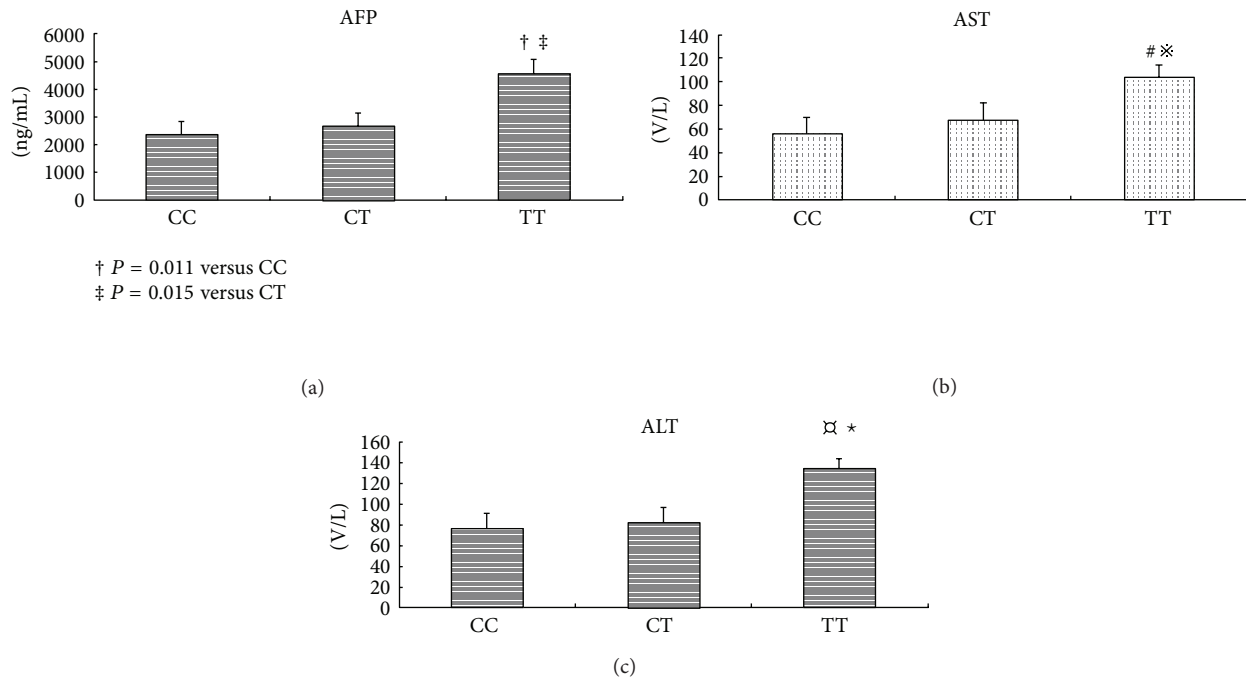 AFP
6000
5000
4000
3000
2000
1000
0
(ng/mL)
† ‡
CC
CT
TT
† P = 0.011 versus CC
‡ P = 0.015 versus CT
(a)
AST
140
120
100
80
60
40
20
0
(V/L)
# ※
CC
CT
TT
(b)
ALT
160
140
120
100
80
60
40
20
0
(V/L)
¤ ⋆
CC
CT
TT
(c)